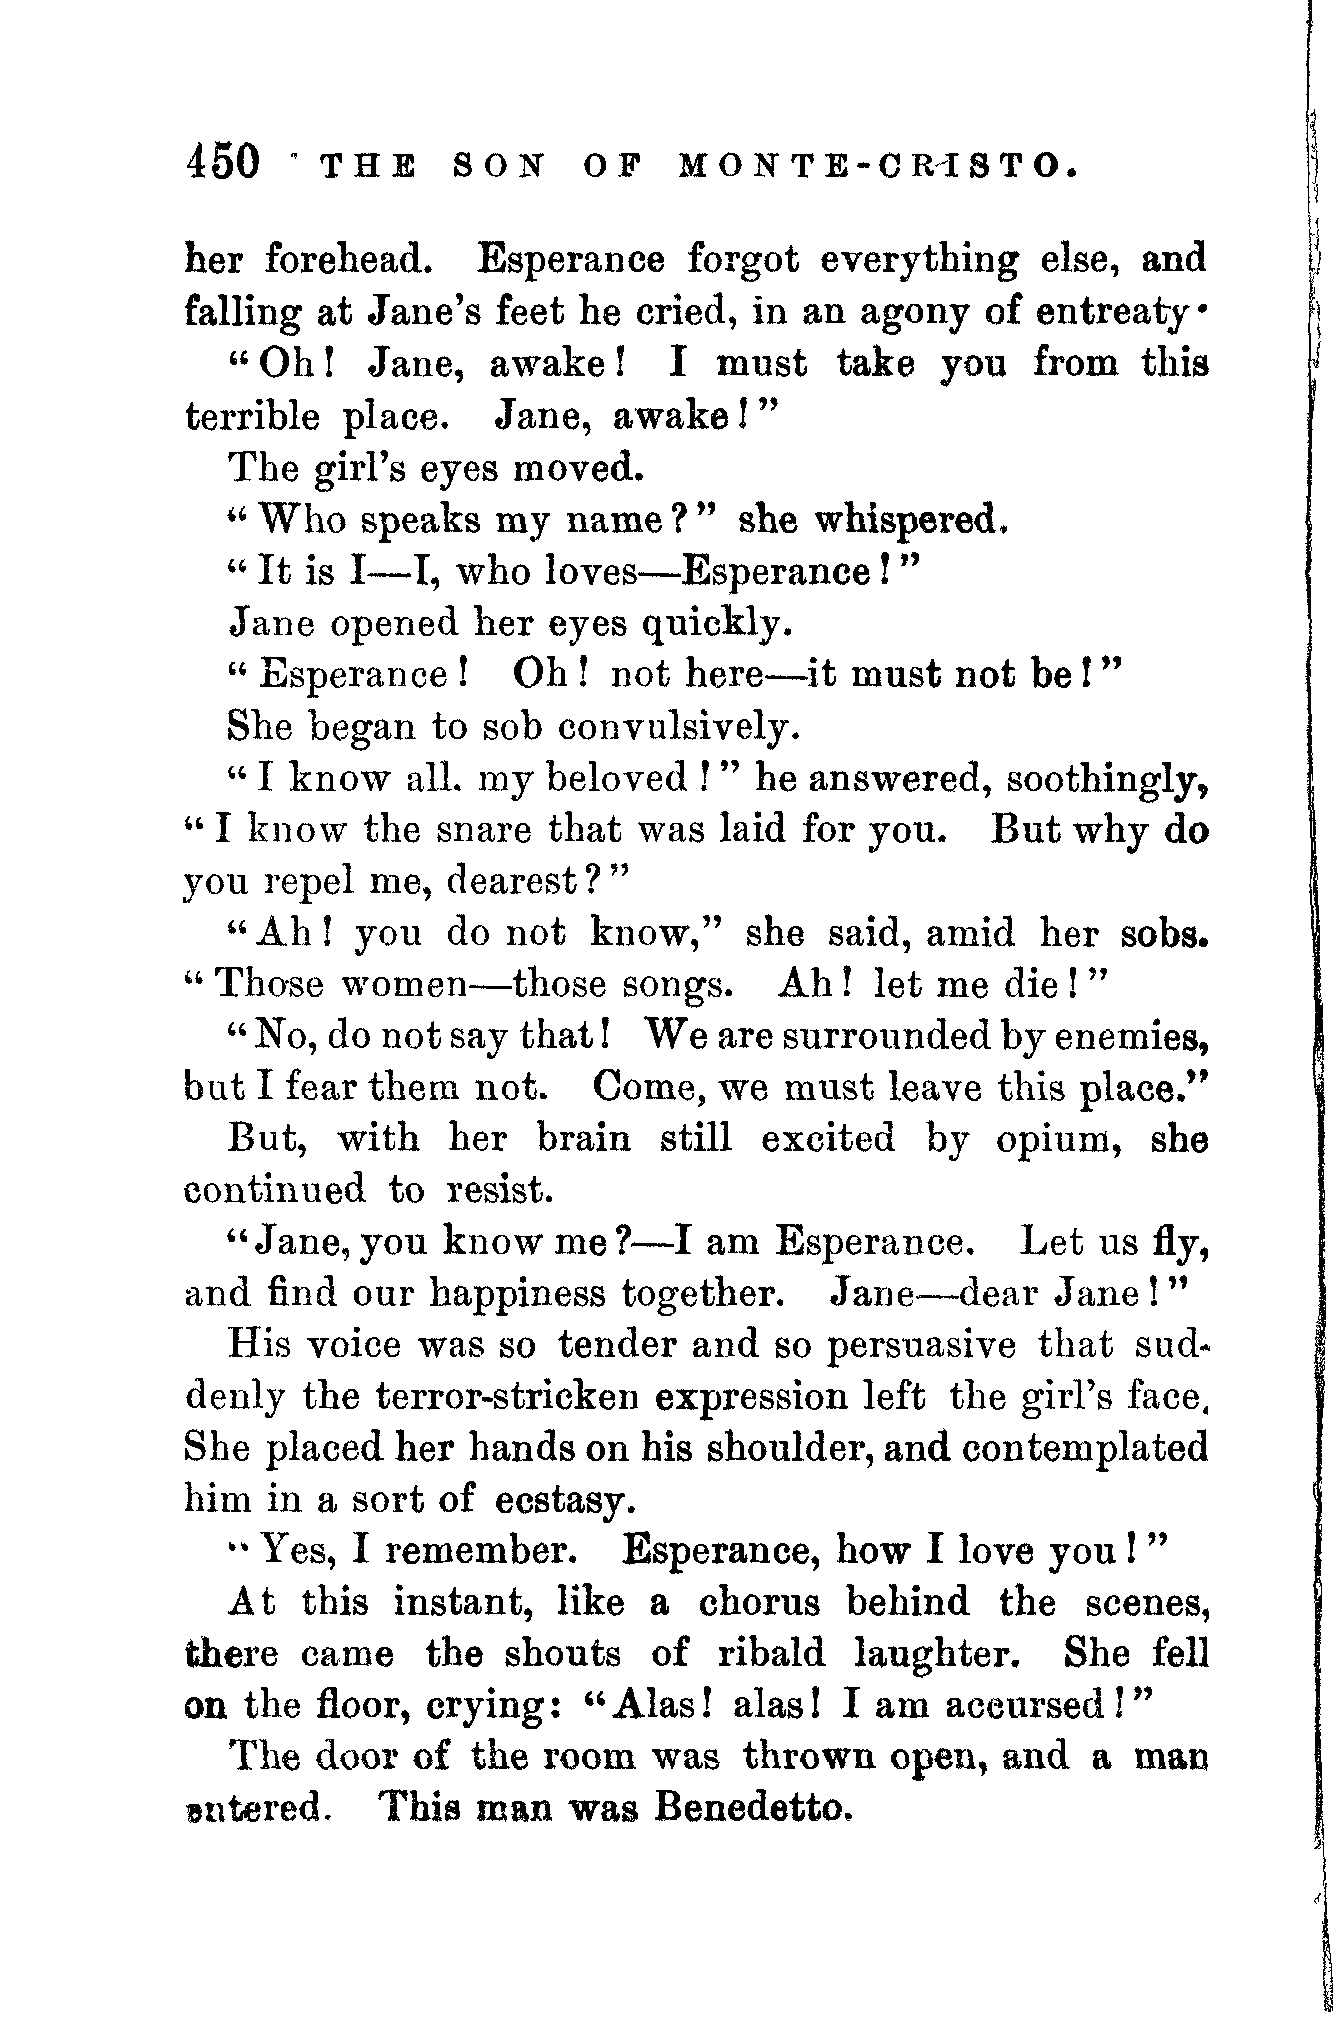 450 THE SON OF MONTE-CRISTO.
her forehead. Esperance forgot everything else, and
falling at Jane's feet he cried, in an agony of entreaty·
“Oh! Jane, awake! I must take you from this
terrible place. Jane, awake!”
The girl's eyes moved.
“Who speaks my name?” she whispered.
“It is I—I, who loves—Esperance!”
Jane opened her eyes quickly.
“Esperance! Oh! not here—it must not be!”
She began to sob convulsively.
“I know all. my beloved!” he answered, soothingly,
“I know the snare that was laid for you. But why do
you repel me, dearest?”
“Ah! you do not know,” she said, amid her sobs.
“Those women—those songs. Ah! let me die!”
“No, do not say that! We are surrounded by enemies,
but I fear them not. Come, we must leave this place.”
But, with her brain still excited by opium, she
continued to resist.
“Jane, you know me?—I am Esperance. Let us fly,
and find our happiness together. Jane—dear Jane!”
His voice was so tender and so persuasive that sud-
denly the terror-stricken expression left the girl's face.
She placed her hands on his shoulder, and contemplated
him in a sort of ecstasy.
“Yes, I remember. Esperance, how I love you!”
At this instant, like a chorus behind the scenes,
there came the shouts of ribald laughter. She fell
on the floor, crying: “Alas! alas! I am accursed!”
The door of the room was thrown open, and a man
entered. This man was Benedetto.